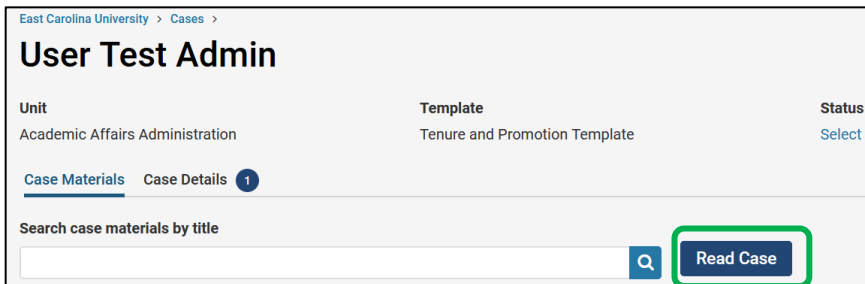 East Carolina University > Cases >
User Test Admin
Unit Template Status
Academic Affairs Administration Tenure and Promotion Template Select
Case Materials Case Details 1
Search case materials by title
Read Case